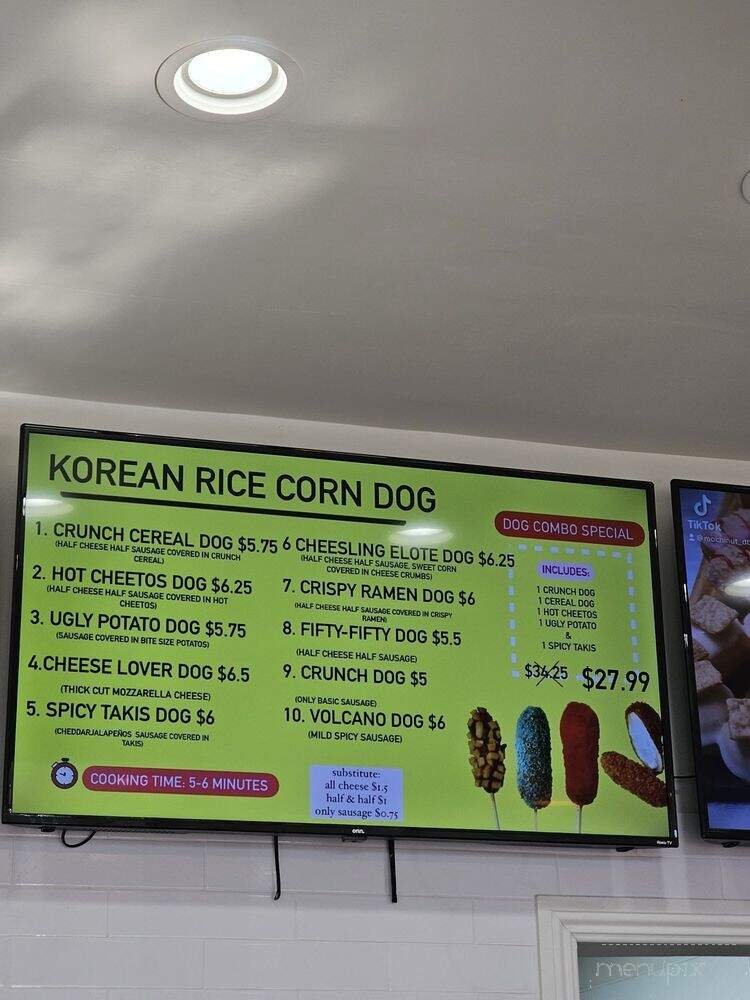 KOREAN RICE CORN DOG
1. CRUNCH CEREAL DOG $5.75
(HALF CHEESE HALF SAUSAGE COVERED IN CRUNCH
CEREAL)
2. HOT CHEETOS DOG $6.25
(HALF CHEESE HALF SAUSAGE COVERED IN HOT
CHEETOS)
3. UGLY POTATO DOG $5.75
(SAUSAGE COVERED IN BITE SIZE POTATOS)
4.CHEESE LOVER DOG $6.5
(THICK CUT MOZZARELLA CHEESE)
5. SPICY TAKIS DOG $6
(CHEDDARJALAPEÑOS SAUSAGE COVERED IN
TAKIS)
COOKING TIME: 5-6 MINUTES
6 CHEESLING ELOTE DOG $6.25
(HALF CHEESE HALF SAUSAGE, SWEET CORN
COVERED IN CHEESE CRUMBS)
7. CRISPY RAMEN DOG $6
(HALF CHEESE HALF SAUSAGE COVERED IN CRISPY
RAMEN)
8. FIFTY-FIFTY DOG $5.5
(HALF CHEESE HALF SAUSAGE)
9. CRUNCH DOG $5
(ONLY BASIC SAUSAGE)
10. VOLCANO DOG $6
(MILD SPICY SAUSAGE)
substitute:
all cheese $1.5
half & half $1
only sausage $0.75
DOG COMBO SPECIAL
INCLUDES:
1 CRUNCH DOG
1 CEREAL DOG
1 HOT CHEETOS
1 UGLY POTATO
&
1 SPICY TAKIS
$34.25 $27.99
onn.
Roku TV
TikTok
menupix